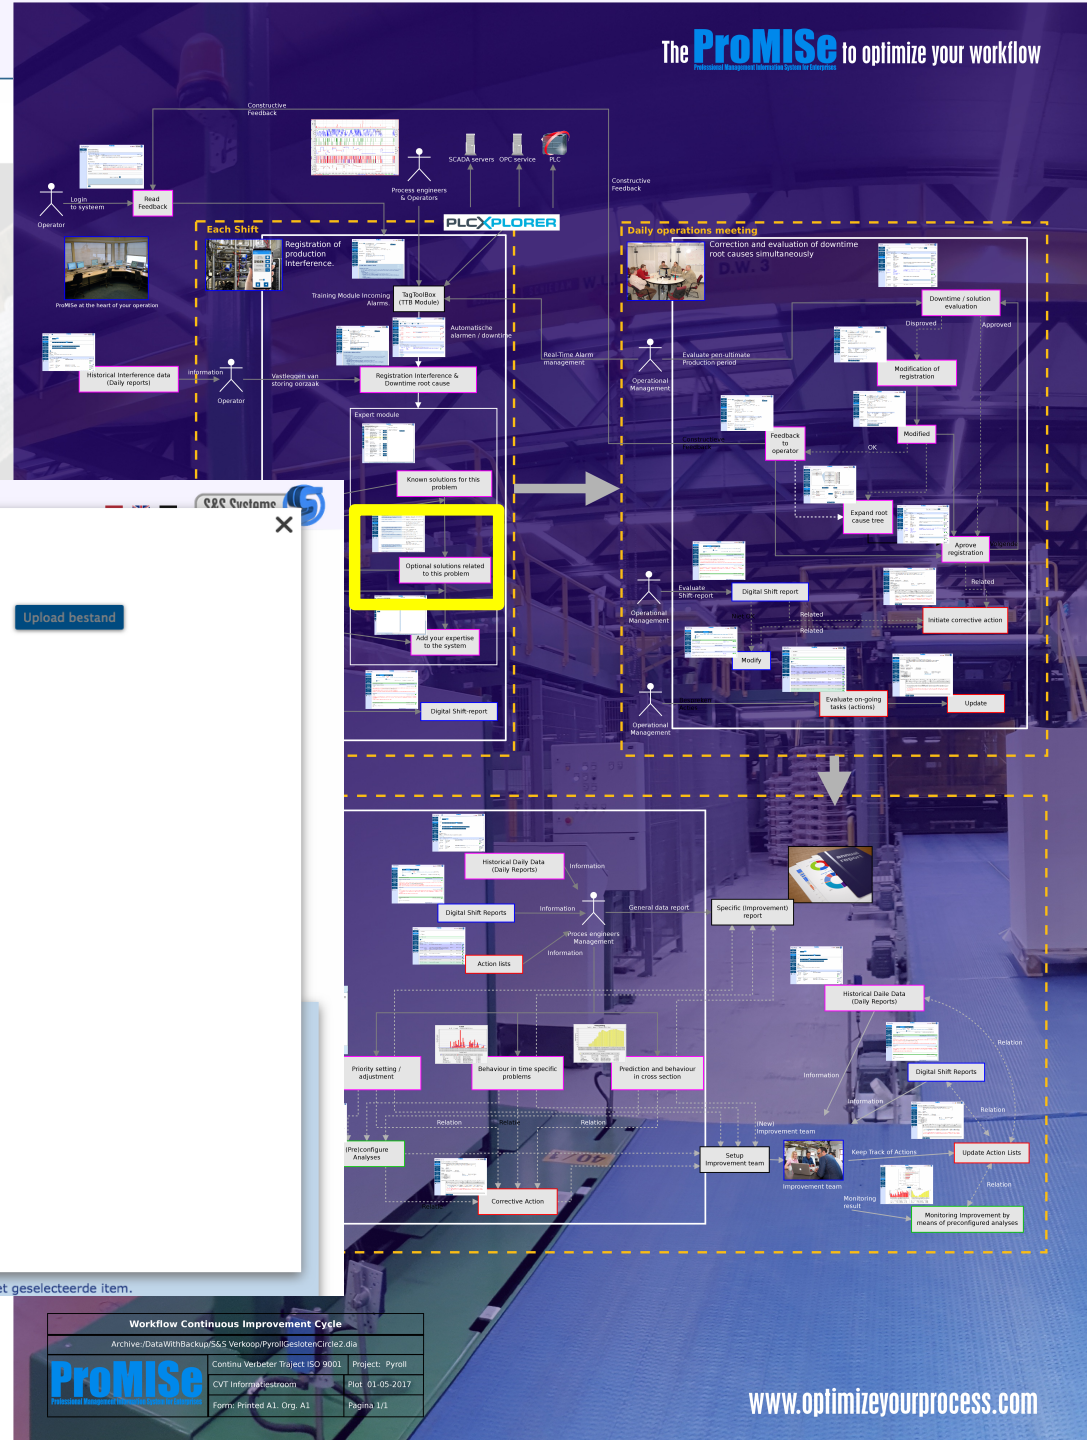 The ProMISe to optimize your workflow
Professional Management Information System for Enterprises
Constructive
Feedback
SCADA servers
OPC service
PLC
Process engineers
& Operators
Constructive
Feedback
Login
to systeem
Read
Feedback
Operator
PLCXPLORER
Each Shift
Registration of
production
Interference.
ProMISe at the heart of your operation
Training Module Incoming
Alarms.
TagToolBox
(TTB Module)
Automatische
alarmen / downtime
Real-Time Alarm
management
Historical Interference data
(Daily reports)
information
Operator
Vastleggen van
storing oorzaak
Registration Interference &
Downtime root cause
Expert module
Known solutions for this
problem
Optional solutions related
to this problem
Add your expertise
to the system
Digital Shift-report
Daily operations meeting
Correction and evaluation of downtime
root causes simultaneously
D.W. 3
Downtime / solution
evaluation
Disproved
Approved
Operational
Management
Evaluate pen-ultimate
Production period
Modification of
registration
Modified
OK
Feedback
to
operator
Constructieve
Feedback
Expand root
cause tree
Aprove
registration
Related
Operational
Management
Evaluate
Shift-report
Digital Shift report
Related
Related
Initiate corrective action
Modify
Operational
Management
Evaluate on-going
tasks (actions)
Update
S&S Systems
Upload bestand
et geselecteerde item.
Historical Daily Data
(Daily Reports)
Information
Digital Shift Reports
Information
Proces engineers
Management
General data report
Specific (Improvement)
report
annual
report
Action lists
Information
Historical Daile Data
(Daily Reports)
Priority setting /
adjustment
Behaviour in time specific
problems
Prediction and behaviour
in cross section
Relation
Digital Shift Reports
Information
Information
Relation
Relation
Relatie
Relation
(New)
Improvement team
(Pre)configure
Analyses
Setup
Improvement team
Improvement team
Keep Track of Actions
Update Action Lists
Relation
Corrective Action
Monitoring
result
Monitoring Improvement by
means of preconfigured analyses
Workflow Continuous Improvement Cycle
Archive:/DataWithBackup/S&S Verkoop/PyrollGeslotenCircle2.dia
ProMISe
Professional Management Information System for Enterprises
Continu Verbeter Traject ISO 9001
Project: Pyroll
CVT Informatiestroom
Plot 01-05-2017
Form: Printed A1. Org. A1
Pagina 1/1
www.optimizeyourprocess.com